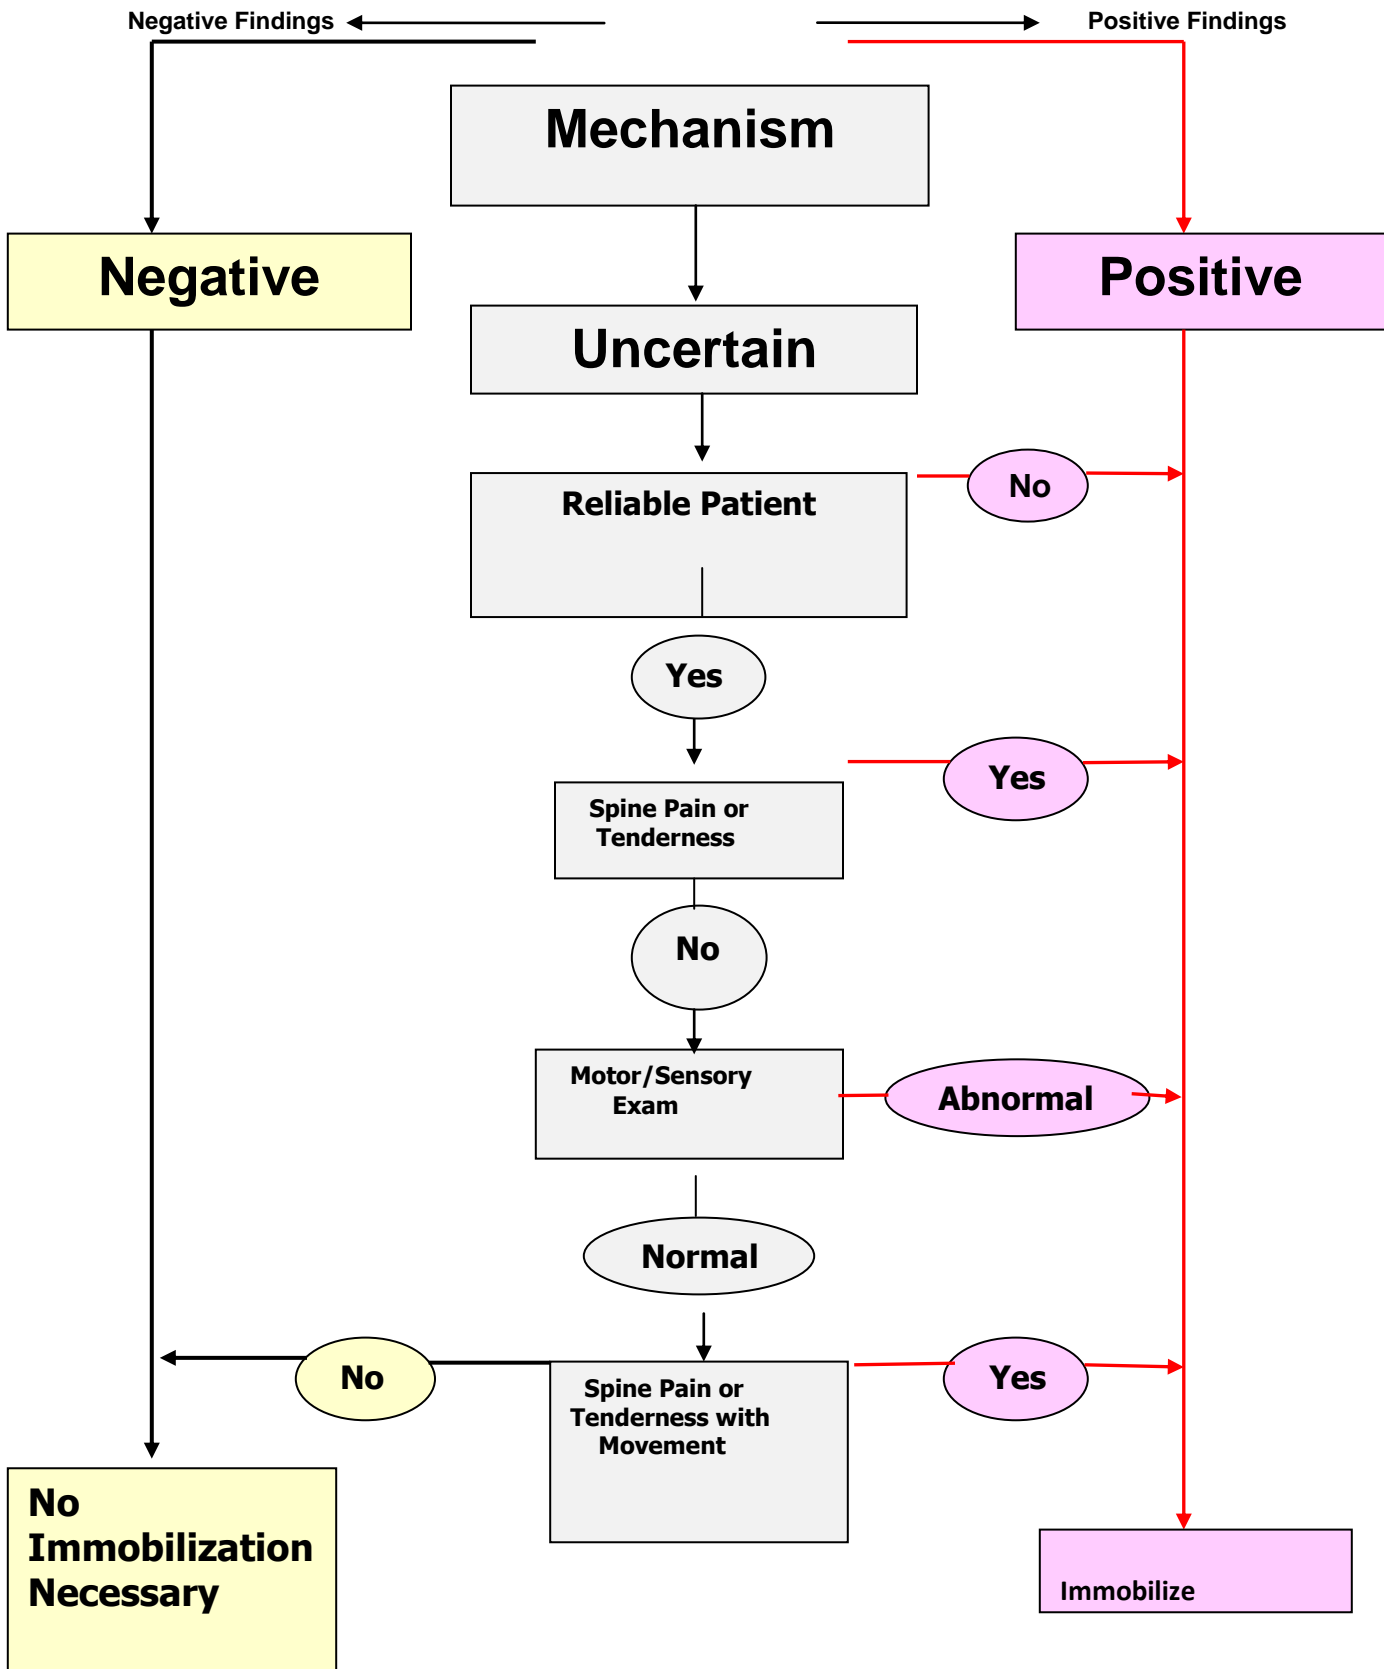 Negative Findings
Positive Findings
Mechanism
Negative
Positive
Uncertain
Reliable Patient
No
Yes
Spine Pain or
Tenderness
Yes
No
Motor/Sensory
Exam
Abnormal
Normal
No
Spine Pain or
Tenderness with
Movement
Yes
No
Immobilization
Necessary
Immobilize